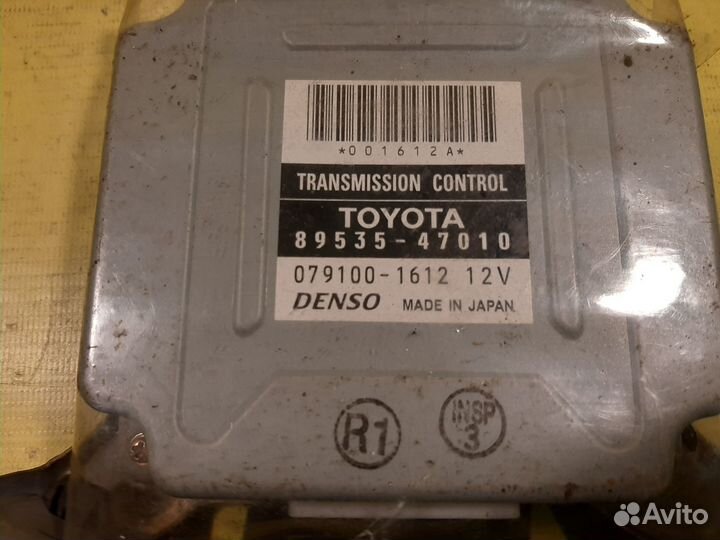 *001612A*
TRANSMISSION CONTROL
TOYOTA
89535-47010
079100-1612 12V
DENSO MADE IN JAPAN
R1
INSP
3
Avito